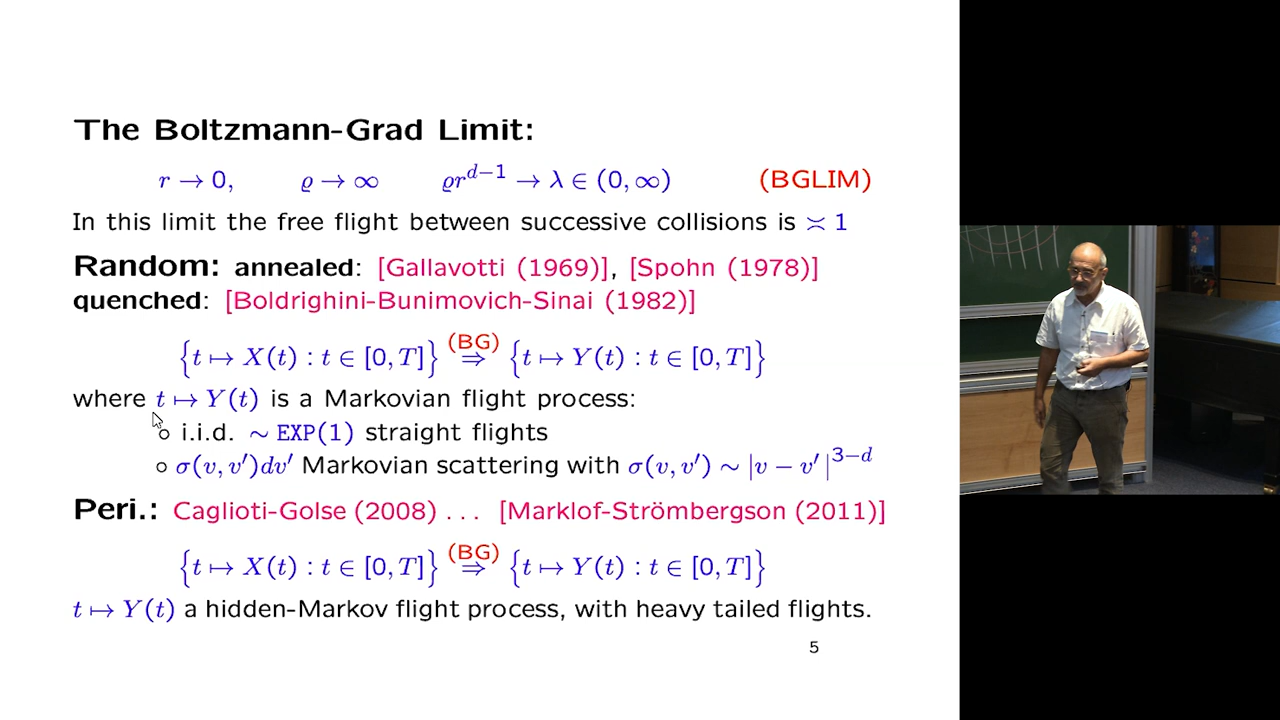 The Boltzmann-Grad Limit:
r → 0, ϱ → ∞ ϱr^{d−1} → λ ∈ (0, ∞) (BGLIM)
In this limit the free flight between successive collisions is ≍ 1
Random: annealed: [Gallavotti (1969)], [Spohn (1978)]
quenched: [Boldrighini-Bunimovich-Sinai (1982)]
{t ↦ X(t) : t ∈ [0, T]} (BG) ⇒ {t ↦ Y(t) : t ∈ [0, T]}
where t ↦ Y(t) is a Markovian flight process:
○ i.i.d. ∼ EXP(1) straight flights
○ σ(v, v′)dv′ Markovian scattering with σ(v, v′) ∼ |v − v′|^{3−d}
Peri.: Caglioti-Golse (2008) . . . [Marklof-Strömbergson (2011)]
{t ↦ X(t) : t ∈ [0, T]} (BG) ⇒ {t ↦ Y(t) : t ∈ [0, T]}
t ↦ Y(t) a hidden-Markov flight process, with heavy tailed flights.
5